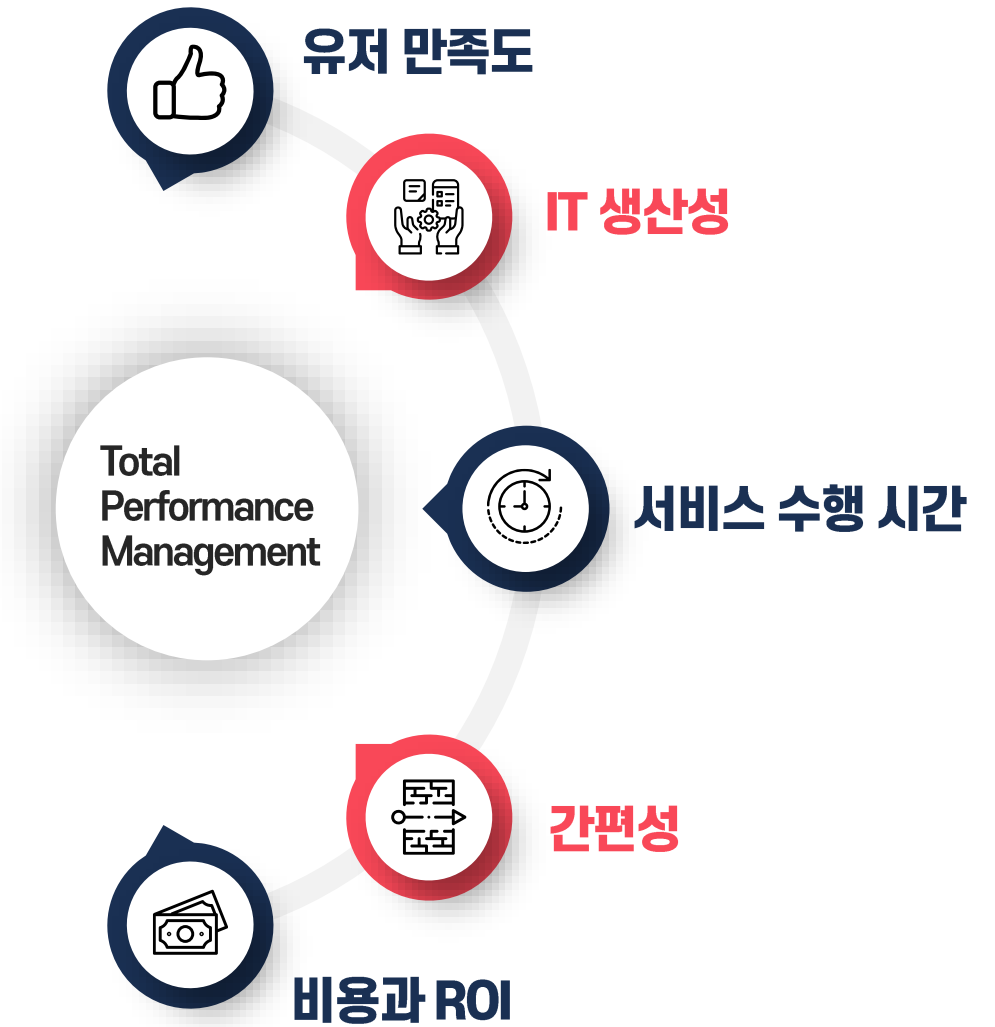 유저 만족도
IT 생산성
Total
Performance
Management
서비스 수행 시간
간편성
비용과 ROI